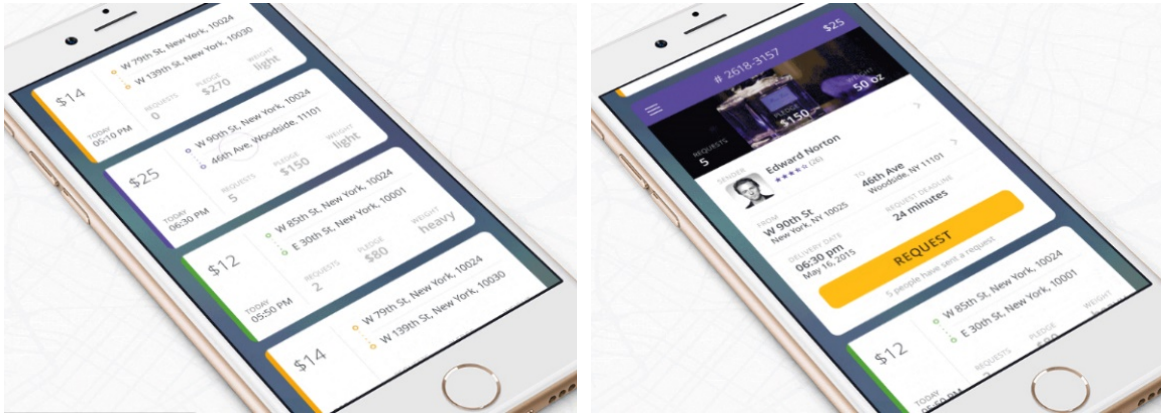 W 79th St, New York, 10024
W 139th St, New York, 10030
$14
REQUESTS
0
PLEDGE
$270
WEIGHT
light
TODAY
05:10 PM
W 90th St, New York, 10024
46th Ave, Woodside, 11101
$25
REQUESTS
5
PLEDGE
$150
WEIGHT
light
TODAY
06:30 PM
W 85th St, New York, 10024
E 30th St, New York, 10001
$12
REQUESTS
2
PLEDGE
$80
WEIGHT
heavy
TODAY
05:50 PM
W 79th St, New York, 10024
W 139th St, New York, 10030
$14
# 2618-3157
$25
REQUESTS
5
PLEDGE
$150
WEIGHT
50 oz
SENDER
Edward Norton
(28)
FROM
W 90th St
New York, NY 10025
TO
46th Ave
Woodside, NY 11101
DELIVERY DATE
06:30 pm
May 16, 2015
REQUEST DEADLINE
24 minutes
REQUEST
5 people have sent a request
W 85th St, New York, 10024
E 30th St, New York, 10001
$12
REQUESTS
PLEDGE
WEIGHT
TODAY
05:50 PM